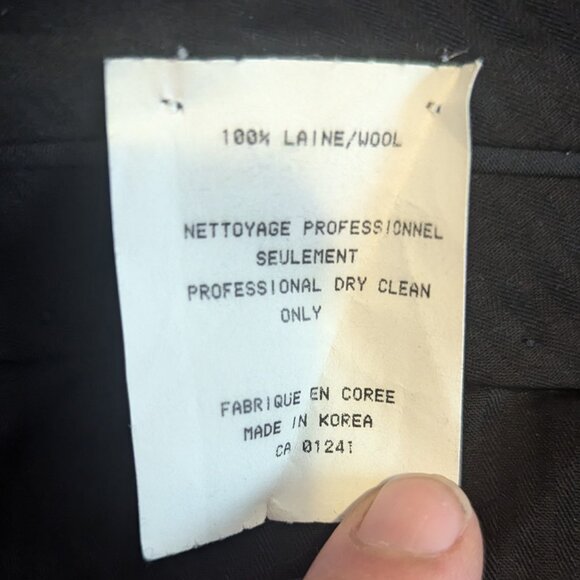 100% LAINE/WOOL
NETTOYAGE PROFESSIONNEL
SEULEMENT
PROFESSIONAL DRY CLEAN
ONLY
FABRIQUE EN COREE
MADE IN KOREA
CA 01241